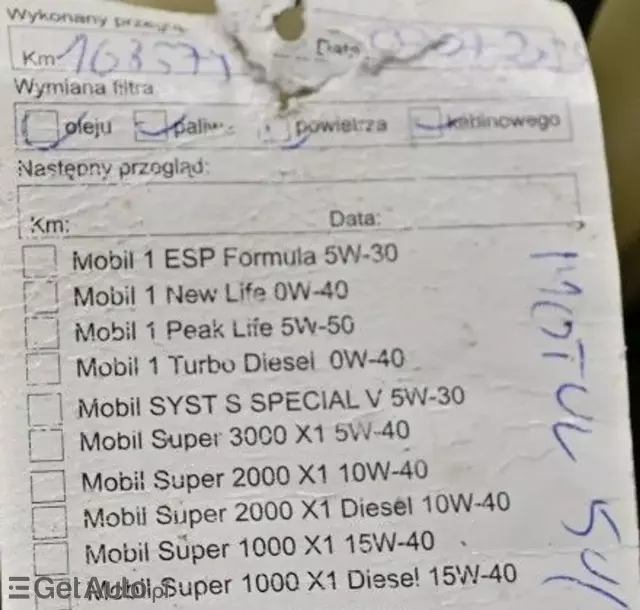 Wykonany
Km 163571 Data
Wymiana filtra
oleju paliw powietrza kabinowego
Następny przegląd:
Km: Data:
Mobil 1 ESP Formula 5W-30
Mobil 1 New Life 0W-40
Mobil 1 Peak Life 5W-50
Mobil 1 Turbo Diesel 0W-40
Mobil SYST S SPECIAL V 5W-30
Mobil Super 3000 X1 5W-40
Mobil Super 2000 X1 10W-40
Mobil Super 2000 X1 Diesel 10W-40
Mobil Super 1000 X1 15W-40
Mobil Super 1000 X1 Diesel 15W-40
MOTUL
GetAuto.pl